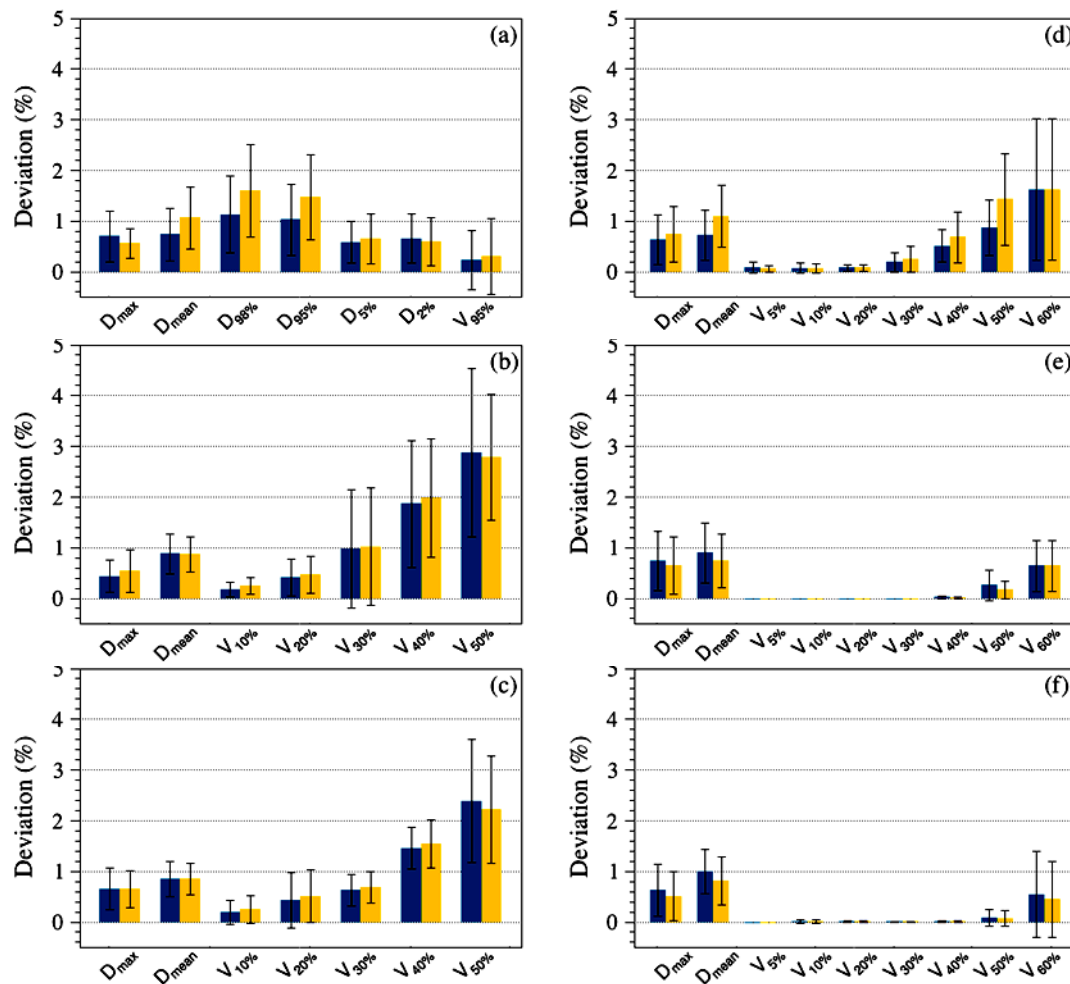 (a)
Deviation (%)
5
4
3
2
1
0
Dmax Dmean D98% D95% D5% D2% V95%
(d)
Deviation (%)
5
4
3
2
1
0
Dmax Dmean V5% V10% V20% V30% V40% V50% V60%
(b)
Deviation (%)
5
4
3
2
1
0
Dmax Dmean V10% V20% V30% V40% V50%
(e)
Deviation (%)
5
4
3
2
1
0
Dmax Dmean V5% V10% V20% V30% V40% V50% V60%
(c)
Deviation (%)
5
4
3
2
1
0
Dmax Dmean V10% V20% V30% V40% V50%
(f)
Deviation (%)
5
4
3
2
1
0
Dmax Dmean V5% V10% V20% V30% V40% V50% V60%